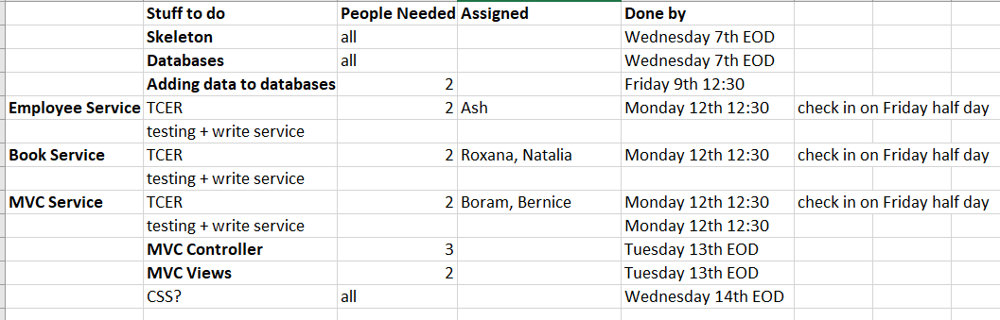 Stuff to do People Needed Assigned Done by
Skeleton all Wednesday 7th EOD
Databases all Wednesday 7th EOD
Adding data to databases 2 Friday 9th 12:30
Employee Service TCER 2 Ash Monday 12th 12:30 check in on Friday half day
testing + write service
Book Service TCER 2 Roxana, Natalia Monday 12th 12:30 check in on Friday half day
testing + write service
MVC Service TCER 2 Boram, Bernice Monday 12th 12:30 check in on Friday half day
testing + write service Monday 12th 12:30
MVC Controller 3 Tuesday 13th EOD
MVC Views 2 Tuesday 13th EOD
CSS? all Wednesday 14th EOD